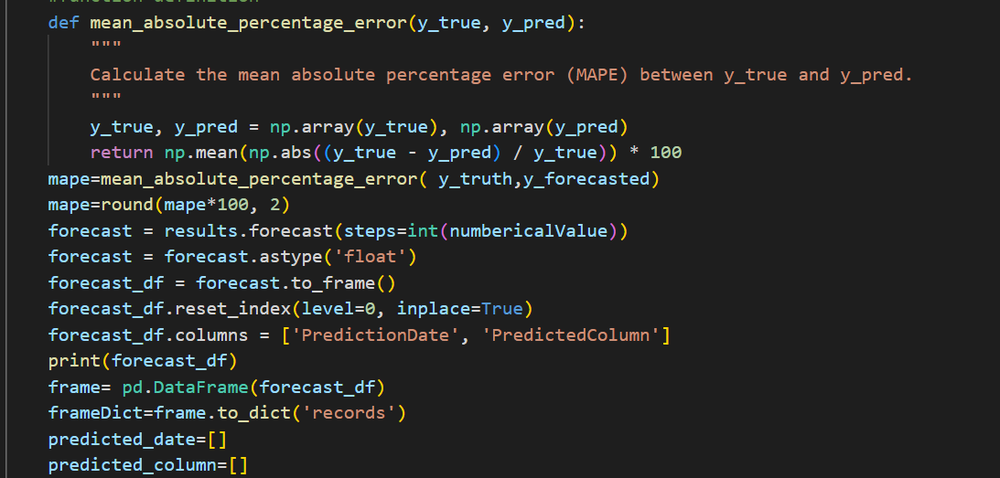 #function definition
def mean_absolute_percentage_error(y_true, y_pred):
    """
    Calculate the mean absolute percentage error (MAPE) between y_true and y_pred.
    """
    y_true, y_pred = np.array(y_true), np.array(y_pred)
    return np.mean(np.abs((y_true - y_pred) / y_true)) * 100
mape=mean_absolute_percentage_error( y_truth,y_forecasted)
mape=round(mape*100, 2)
forecast = results.forecast(steps=int(numbericalValue))
forecast = forecast.astype('float')
forecast_df = forecast.to_frame()
forecast_df.reset_index(level=0, inplace=True)
forecast_df.columns = ['PredictionDate', 'PredictedColumn']
print(forecast_df)
frame= pd.DataFrame(forecast_df)
frameDict=frame.to_dict('records')
predicted_date=[]
predicted_column=[]